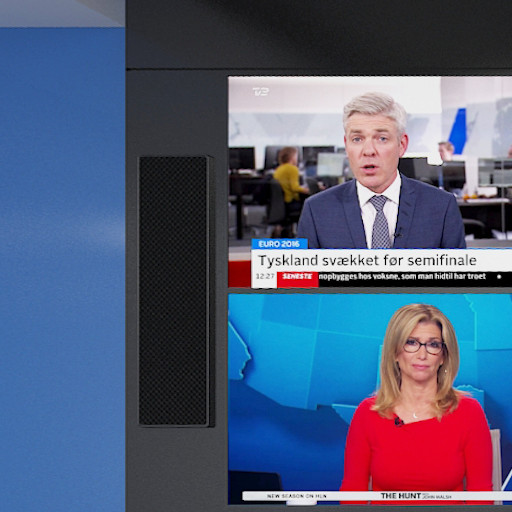 TV2
EURO 2016
Tyskland svækket før semifinale
12:27 SENESTE nopbygges hos voksne, som man hidtil har troet
NEW SEASON ON HLN
THE HUNT WITH JOHN WALSH